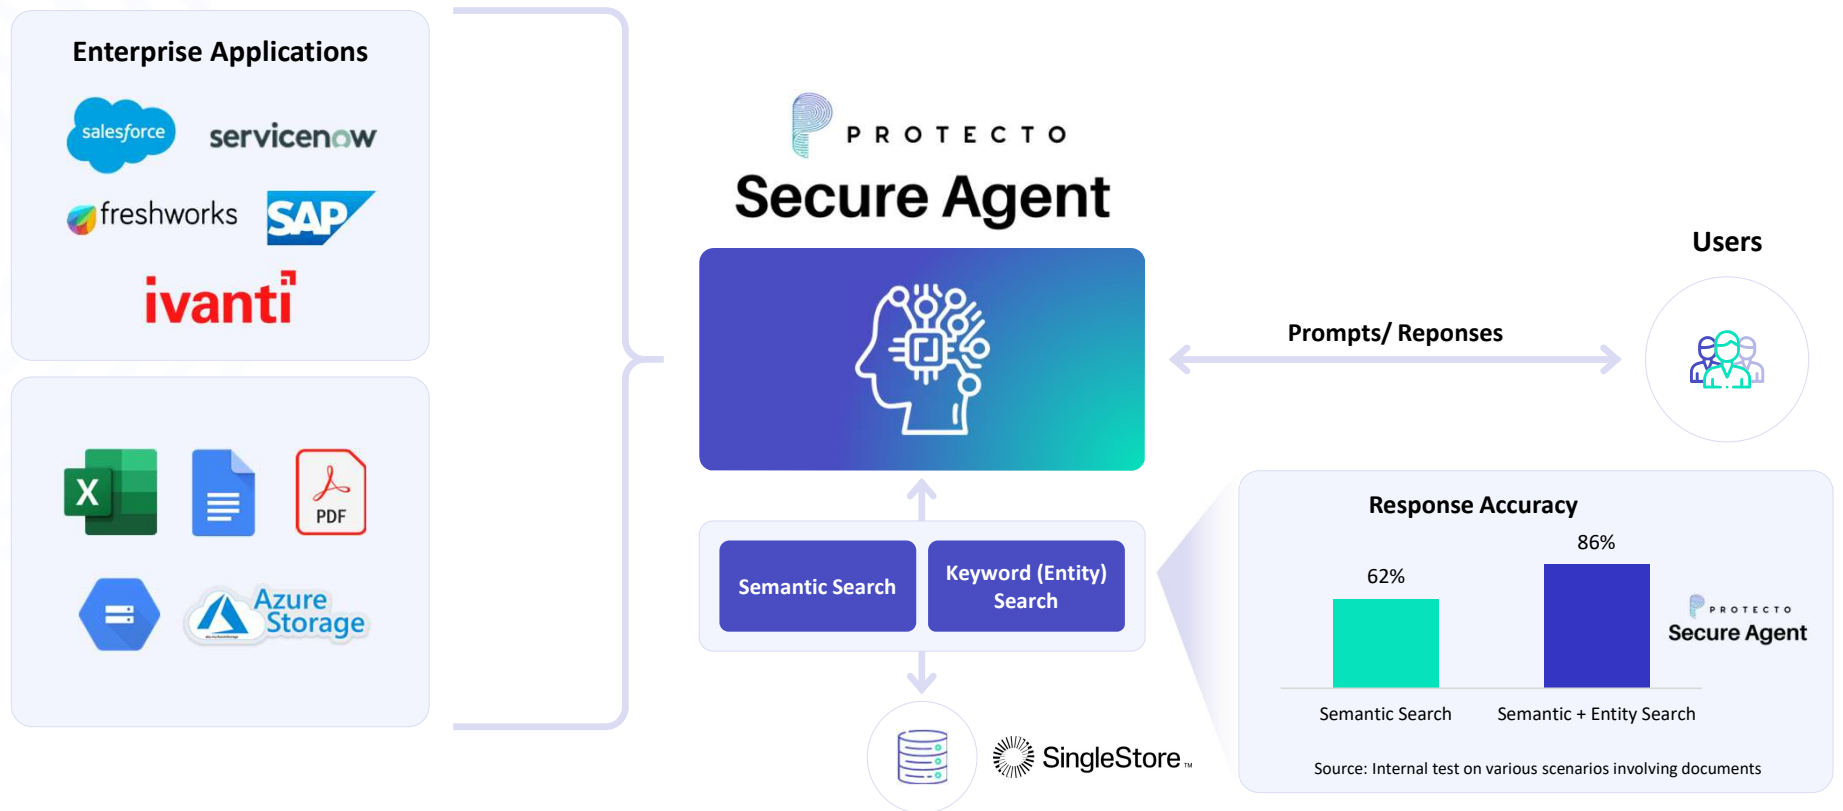 Enterprise Applications
salesforce
servicenow
freshworks
SAP
ivanti
X
PDF
Azure
Storage
PROTECTO
Secure Agent
Semantic Search
Keyword (Entity)
Search
SingleStore™
Prompts/ Reponses
Users
Response Accuracy
62%
86%
Semantic Search
Semantic + Entity Search
PROTECTO
Secure Agent
Source: Internal test on various scenarios involving documents